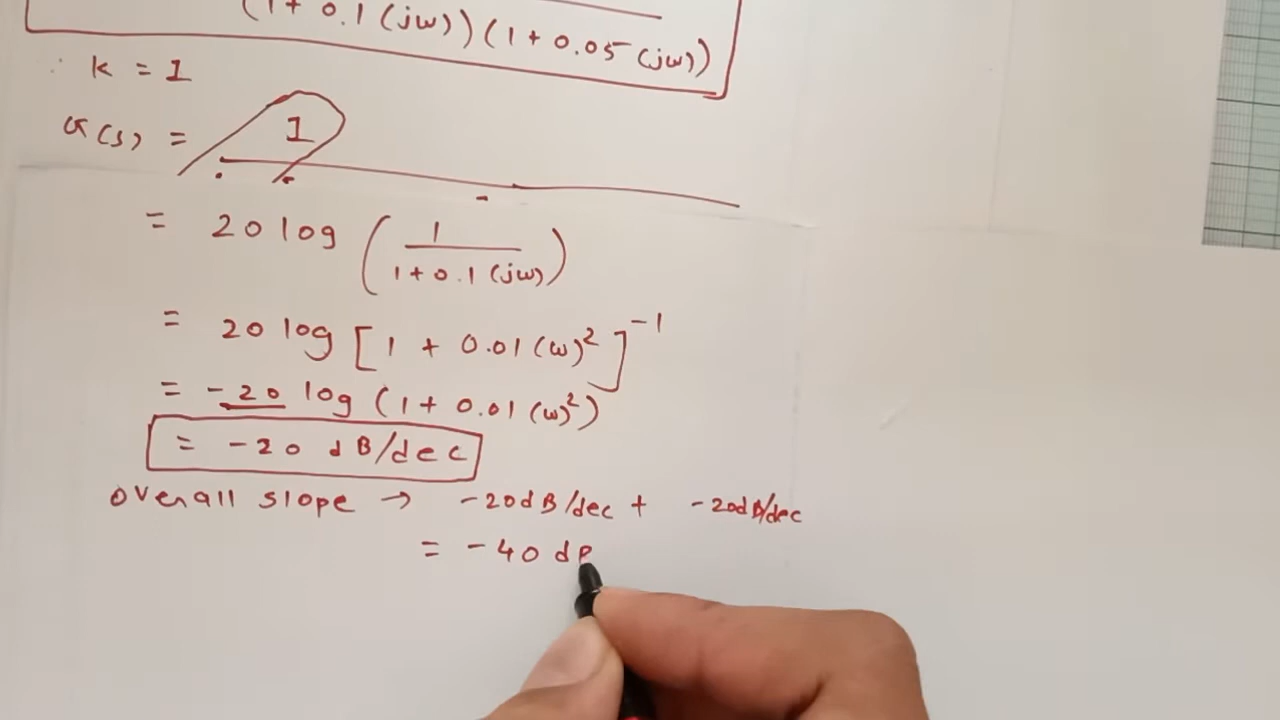 (1 + 0.1 (jω)) (1 + 0.05 (jω))
∴ K = 1
G(s) = 1
= 20 log ( 1 / 1 + 0.1 (jω) )
= 20 log [ 1 + 0.01 (ω)² ]⁻¹
= -20 log ( 1 + 0.01 (ω)² )
= -20 dB/dec
overall slope → -20dB/dec + -20dB/dec
= -40 dB